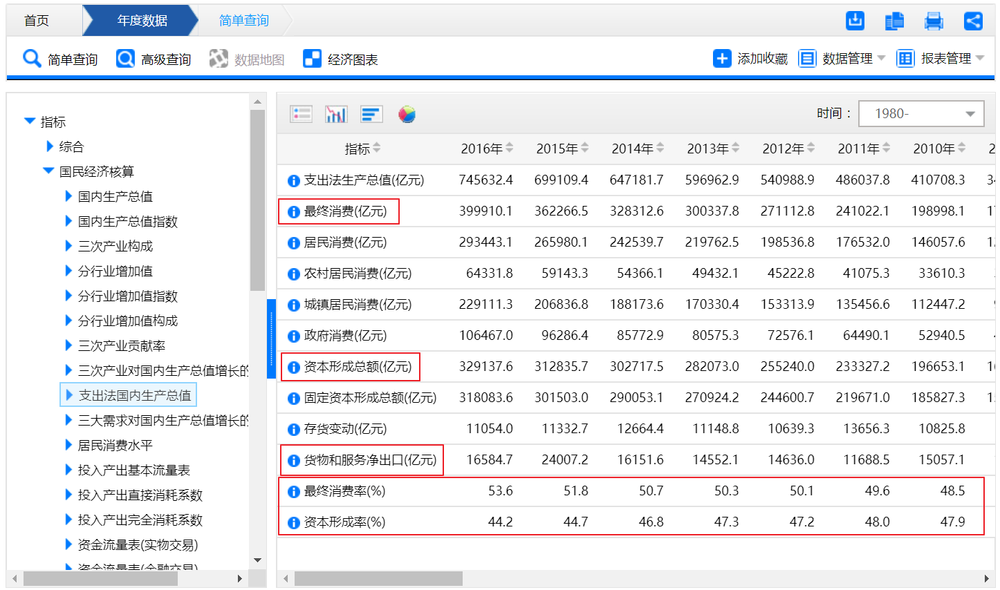 首页 年度数据 简单查询
简单查询 高级查询 数据地图 经济图表 添加收藏 数据管理 报表管理
指标
综合
国民经济核算
国内生产总值
国内生产总值指数
三次产业构成
分行业增加值
分行业增加值指数
分行业增加值构成
三次产业贡献率
三次产业对国内生产总值增长的
支出法国内生产总值
三大需求对国内生产总值增长的
居民消费水平
投入产出基本流量表
投入产出直接消耗系数
投入产出完全消耗系数
资金流量表(实物交易)
资金流量表(金融交易)
时间： 1980-
指标 2016年 2015年 2014年 2013年 2012年 2011年 2010年 2
支出法生产总值(亿元) 745632.4 699109.4 647181.7 596962.9 540988.9 486037.8 410708.3 34
最终消费(亿元) 399910.1 362266.5 328312.6 300337.8 271112.8 241022.1 198998.1 17
居民消费(亿元) 293443.1 265980.1 242539.7 219762.5 198536.8 176532.0 146057.6 12
农村居民消费(亿元) 64331.8 59143.3 54366.1 49432.1 45222.8 41075.3 33610.3
城镇居民消费(亿元) 229111.3 206836.8 188173.6 170330.4 153313.9 135456.6 112447.2
政府消费(亿元) 106467.0 96286.4 85772.9 80575.3 72576.1 64490.1 52940.5
资本形成总额(亿元) 329137.6 312835.7 302717.5 282073.0 255240.0 233327.2 196653.1 16
固定资本形成总额(亿元) 318083.6 301503.0 290053.1 270924.2 244600.7 219671.0 185827.3 15
存货变动(亿元) 11054.0 11332.7 12664.4 11148.8 10639.3 13656.3 10825.8
货物和服务净出口(亿元) 16584.7 24007.2 16151.6 14552.1 14636.0 11688.5 15057.1
最终消费率(%) 53.6 51.8 50.7 50.3 50.1 49.6 48.5
资本形成率(%) 44.2 44.7 46.8 47.3 47.2 48.0 47.9